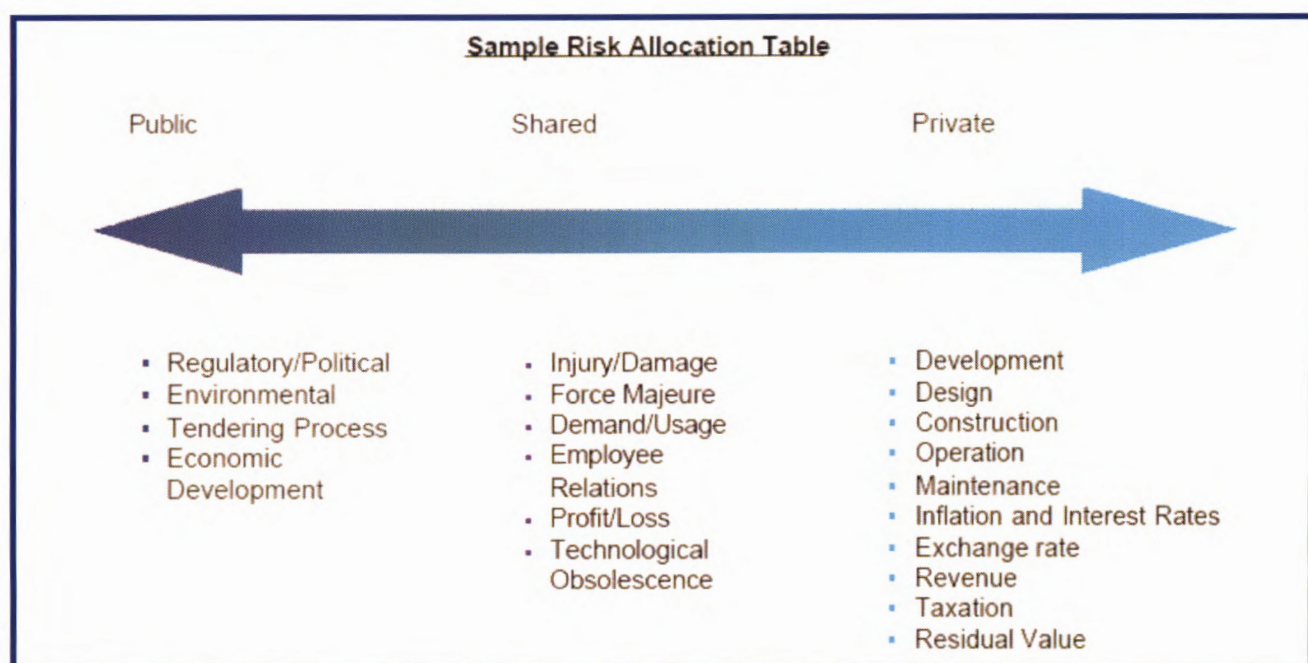 Sample Risk Allocation Table
Public
Shared
Private
▪ Regulatory/Political
▪ Environmental
▪ Tendering Process
▪ Economic
Development
▪ Injury/Damage
▪ Force Majeure
▪ Demand/Usage
▪ Employee
Relations
▪ Profit/Loss
▪ Technological
Obsolescence
▪ Development
▪ Design
▪ Construction
▪ Operation
▪ Maintenance
▪ Inflation and Interest Rates
▪ Exchange rate
▪ Revenue
▪ Taxation
▪ Residual Value